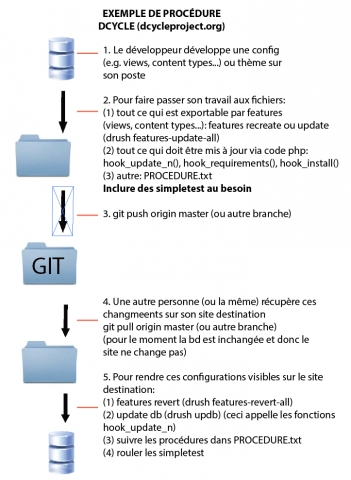 EXEMPLE DE PROCÉDURE
DCYCLE (dcycleproject.org)
1. Le développeur développe une config
(e.g. views, content types...) ou thème sur
son poste
2. Pour faire passer son travail aux fichiers:
(1) tout ce qui est exportable par features
(views, content types...): features recreate ou update
(drush features-update-all)
(2) tout ce qui doit être mis à jour via code php:
hook_update_n(), hook_requirements(), hook_install()
(3) autre: PROCEDURE.txt
Inclure des simpletest au besoin
3. git push origin master (ou autre branche)
GIT
4. Une autre personne (ou la même) récupère ces
changmeents sur son site destination
git pull origin master (ou autre branche)
(pour le moment la bd est inchangée et donc le
site ne change pas)
5. Pour rendre ces configurations visibles sur le site
destination:
(1) features revert (drush features-revert-all)
(2) update db (drush updb) (ceci appelle les fonctions
hook_update_n)
(3) suivre les procédures dans PROCEDURE.txt
(4) rouler les simpletest